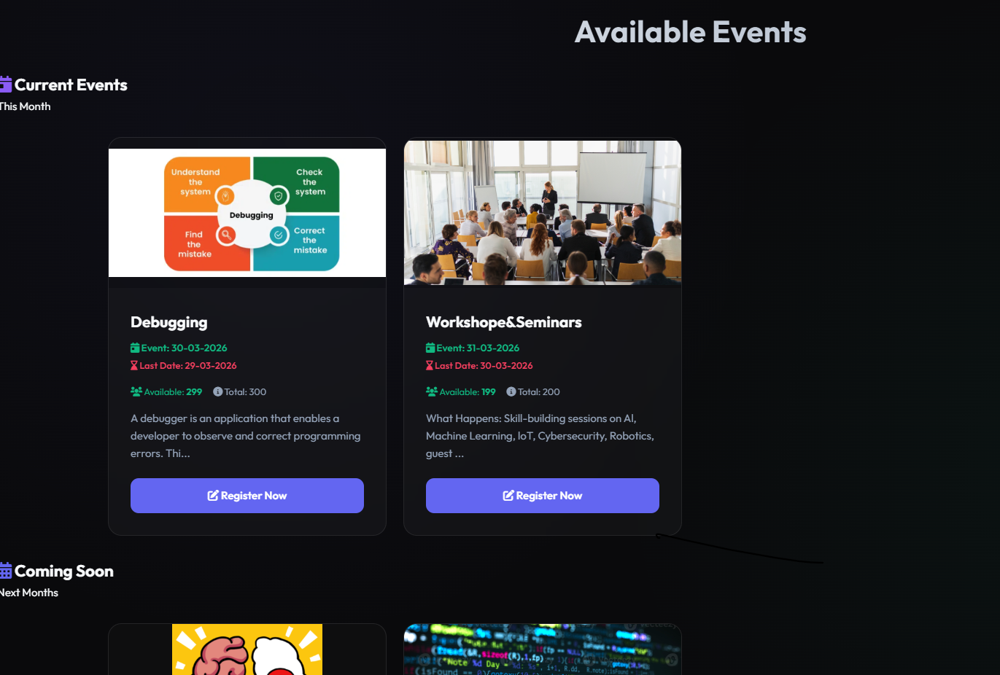 Available Events
Current Events
This Month
Understand
the
system
Check
the
system
Debugging
Find
the
mistake
Correct
the
mistake
Debugging
Event: 30-03-2026
Last Date: 29-03-2026
Available: 299 Total: 300
A debugger is an application that enables a
developer to observe and correct programming
errors. Thi...
Register Now
Workshope&Seminars
Event: 31-03-2026
Last Date: 30-03-2026
Available: 199 Total: 200
What Happens: Skill-building sessions on AI,
Machine Learning, IoT, Cybersecurity, Robotics,
guest ...
Register Now
Coming Soon
Next Months